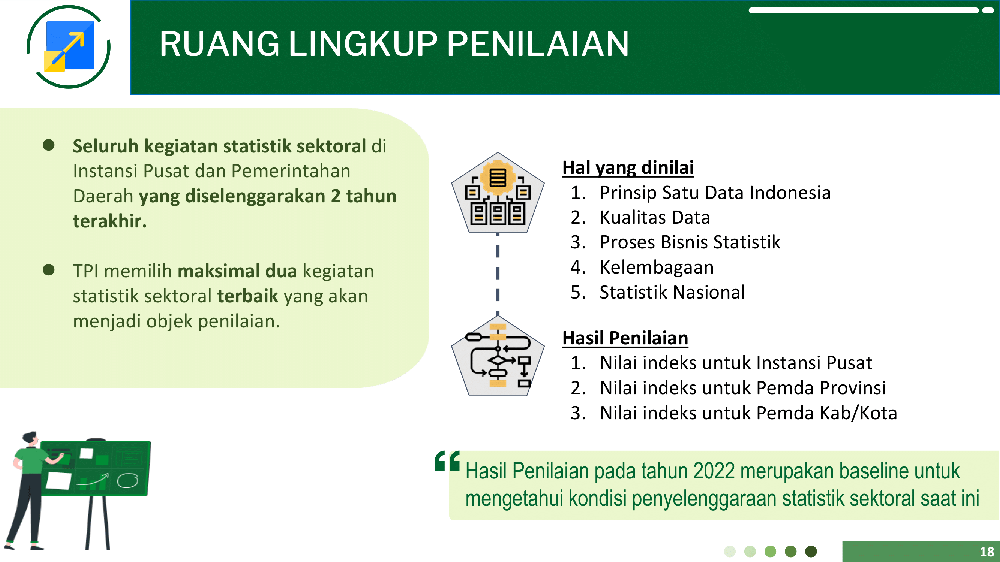 RUANG LINGKUP PENILAIAN
● Seluruh kegiatan statistik sektoral di
Instansi Pusat dan Pemerintahan
Daerah yang diselenggarakan 2 tahun
terakhir.
● TPI memilih maksimal dua kegiatan
statistik sektoral terbaik yang akan
menjadi objek penilaian.
Hal yang dinilai
1. Prinsip Satu Data Indonesia
2. Kualitas Data
3. Proses Bisnis Statistik
4. Kelembagaan
5. Statistik Nasional
Hasil Penilaian
1. Nilai indeks untuk Instansi Pusat
2. Nilai indeks untuk Pemda Provinsi
3. Nilai indeks untuk Pemda Kab/Kota
“ Hasil Penilaian pada tahun 2022 merupakan baseline untuk
mengetahui kondisi penyelenggaraan statistik sektoral saat ini
18